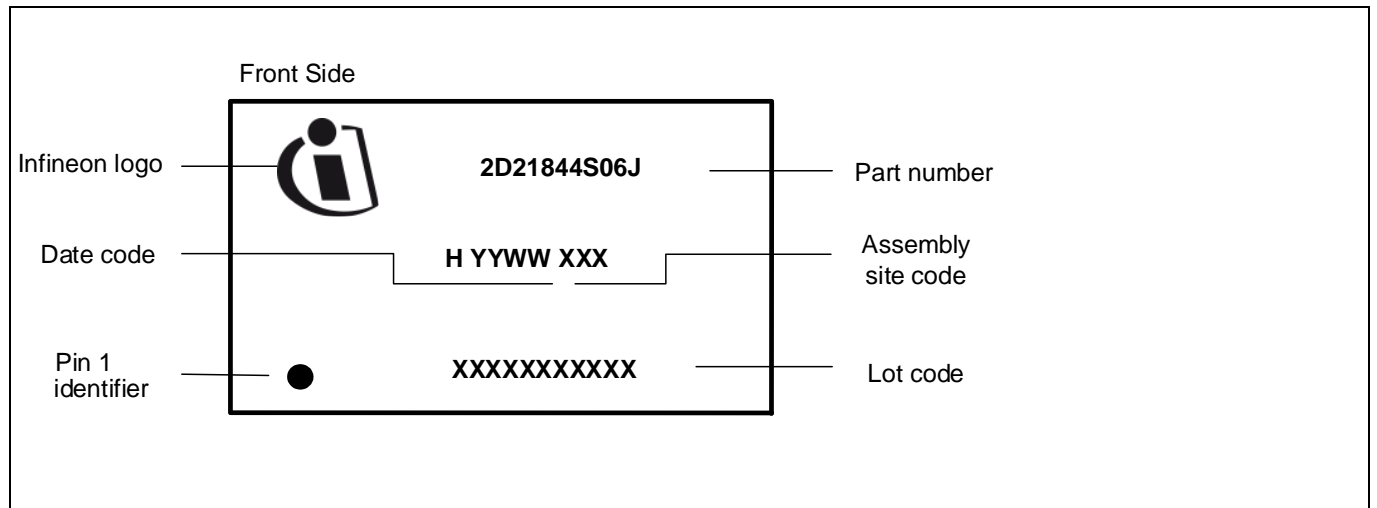 Front Side
Infineon logo
2D21844S06J
Part number
Date code
H YYWW XXX
Assembly
site code
Pin 1
identifier
XXXXXXXXXXX
Lot code